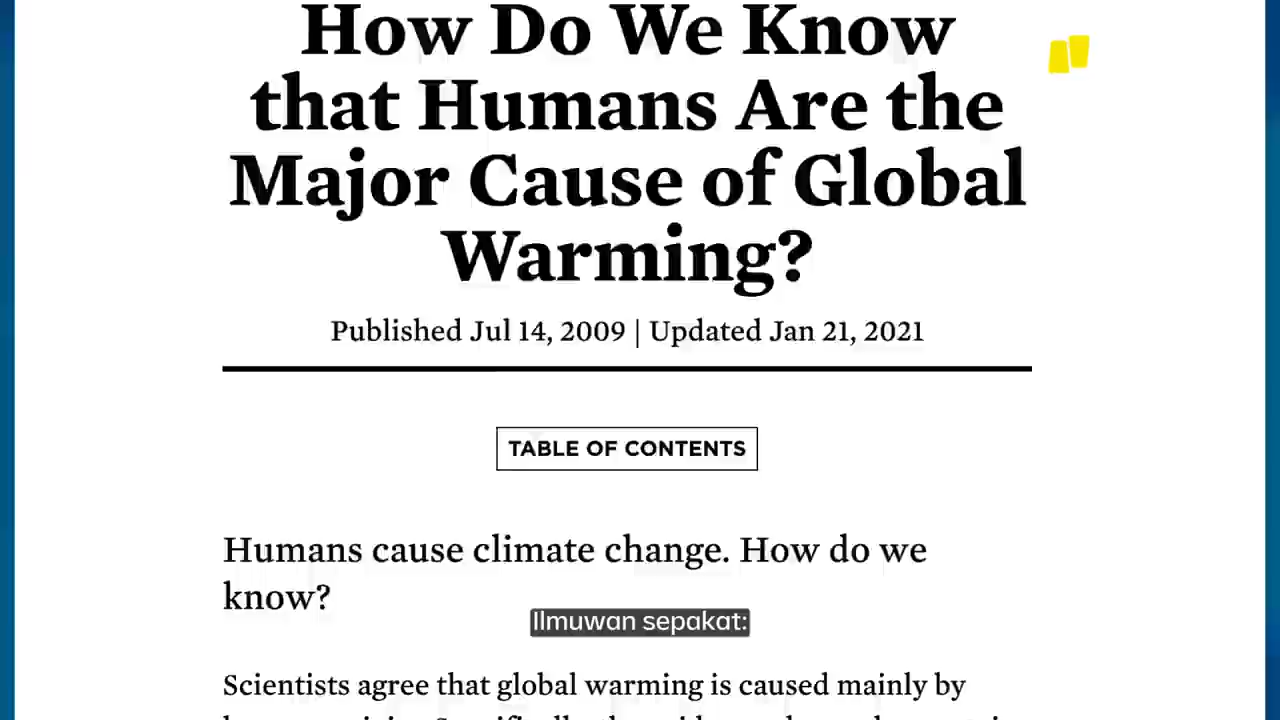 How Do We Know
that Humans Are the
Major Cause of Global
Warming?
Published Jul 14, 2009 | Updated Jan 21, 2021
TABLE OF CONTENTS
Humans cause climate change. How do we
know?
Ilmuwan sepakat:
Scientists agree that global warming is caused mainly by